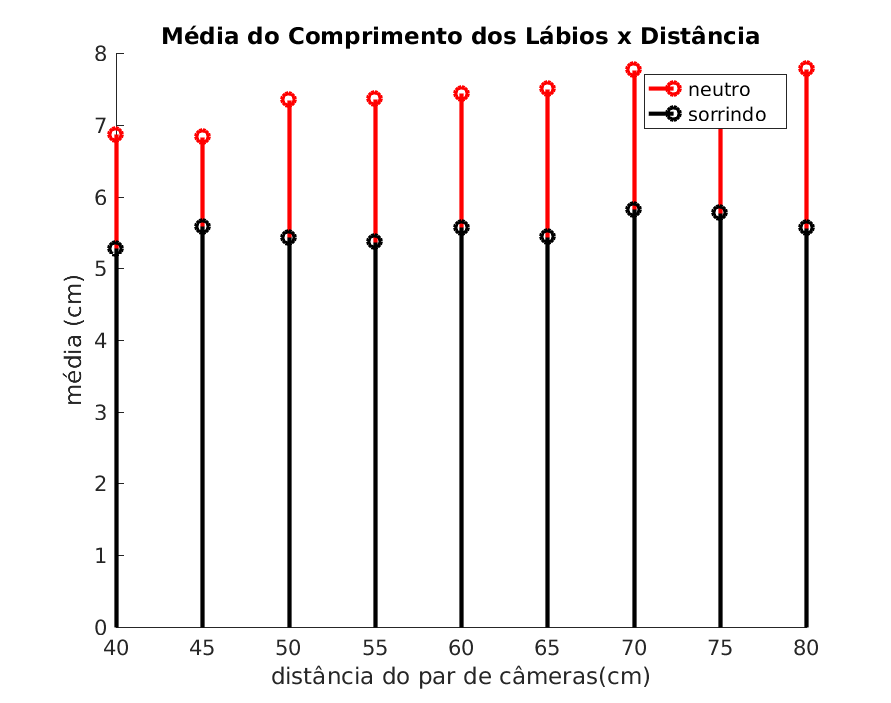 Média do Comprimento dos Lábios x Distância
8
7
6
5
4
3
2
1
0
média (cm)
neutro
sorrindo
40 45 50 55 60 65 70 75 80
distância do par de câmeras(cm)